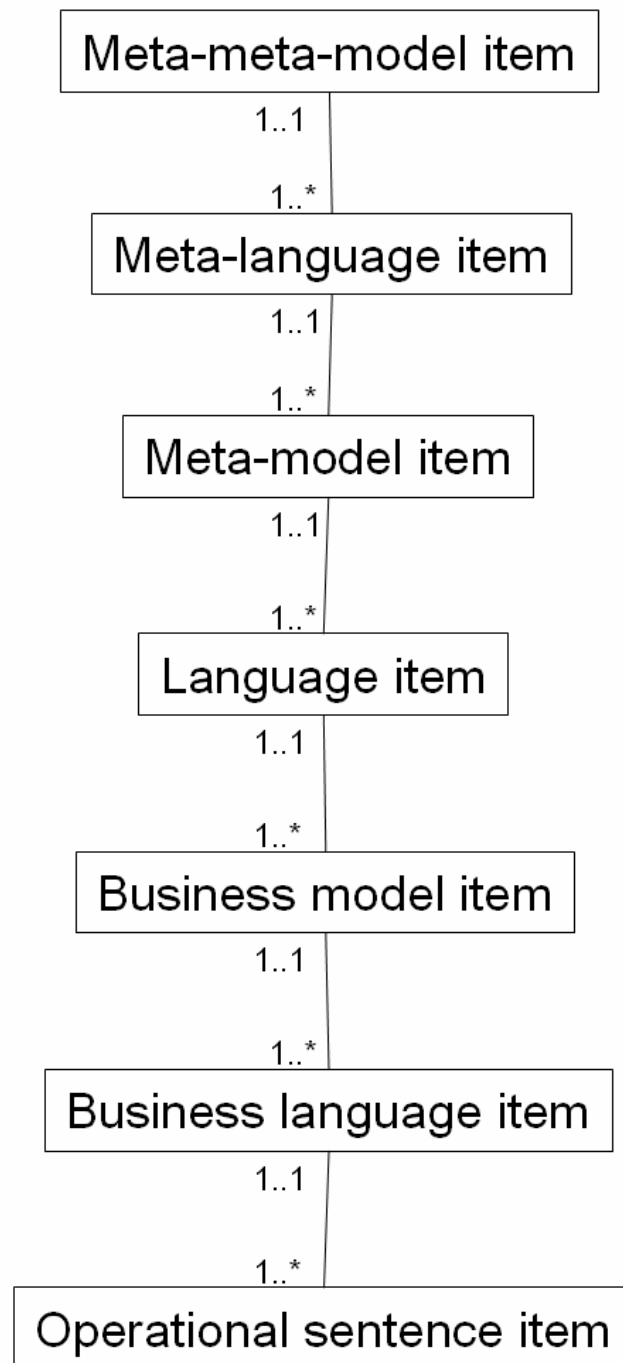 Meta-meta-model item
1..1
1..*
Meta-language item
1..1
1..*
Meta-model item
1..1
1..*
Language item
1..1
1..*
Business model item
1..1
1..*
Business language item
1..1
1..*
Operational sentence item